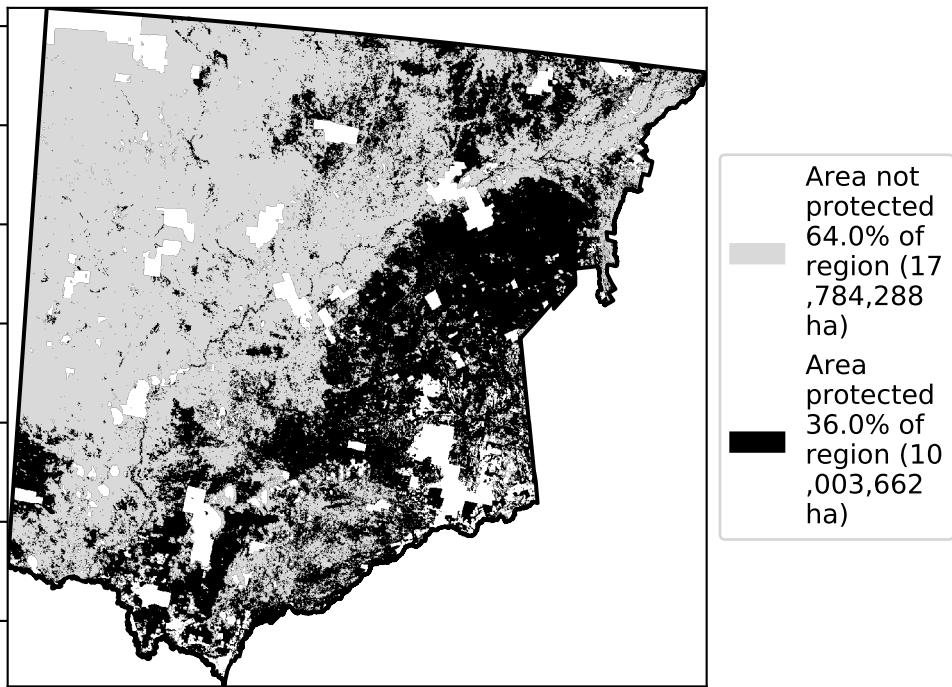 Area not
protected
64.0% of
region (17
,784,288
ha)
Area
protected
36.0% of
region (10
,003,662
ha)